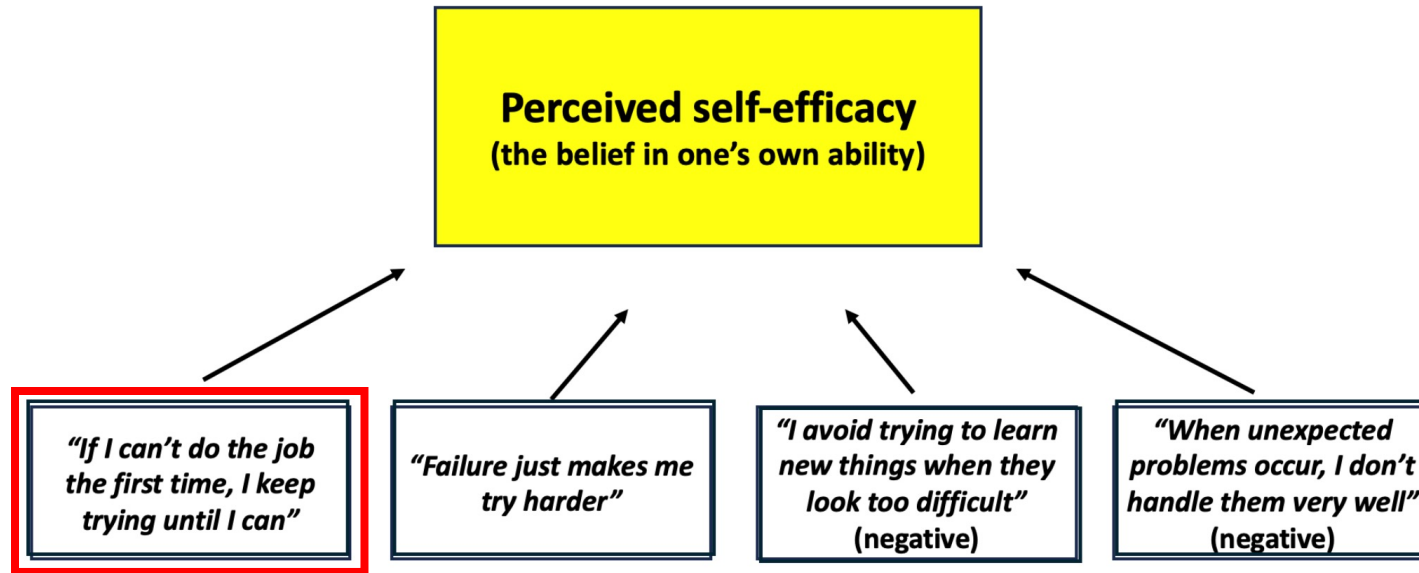 Perceived self-efficacy
(the belief in one’s own ability)
“If I can’t do the job
the first time, I keep
trying until I can”
“Failure just makes me
try harder”
“I avoid trying to learn
new things when they
look too difficult”
(negative)
“When unexpected
problems occur, I don’t
handle them very well”
(negative)